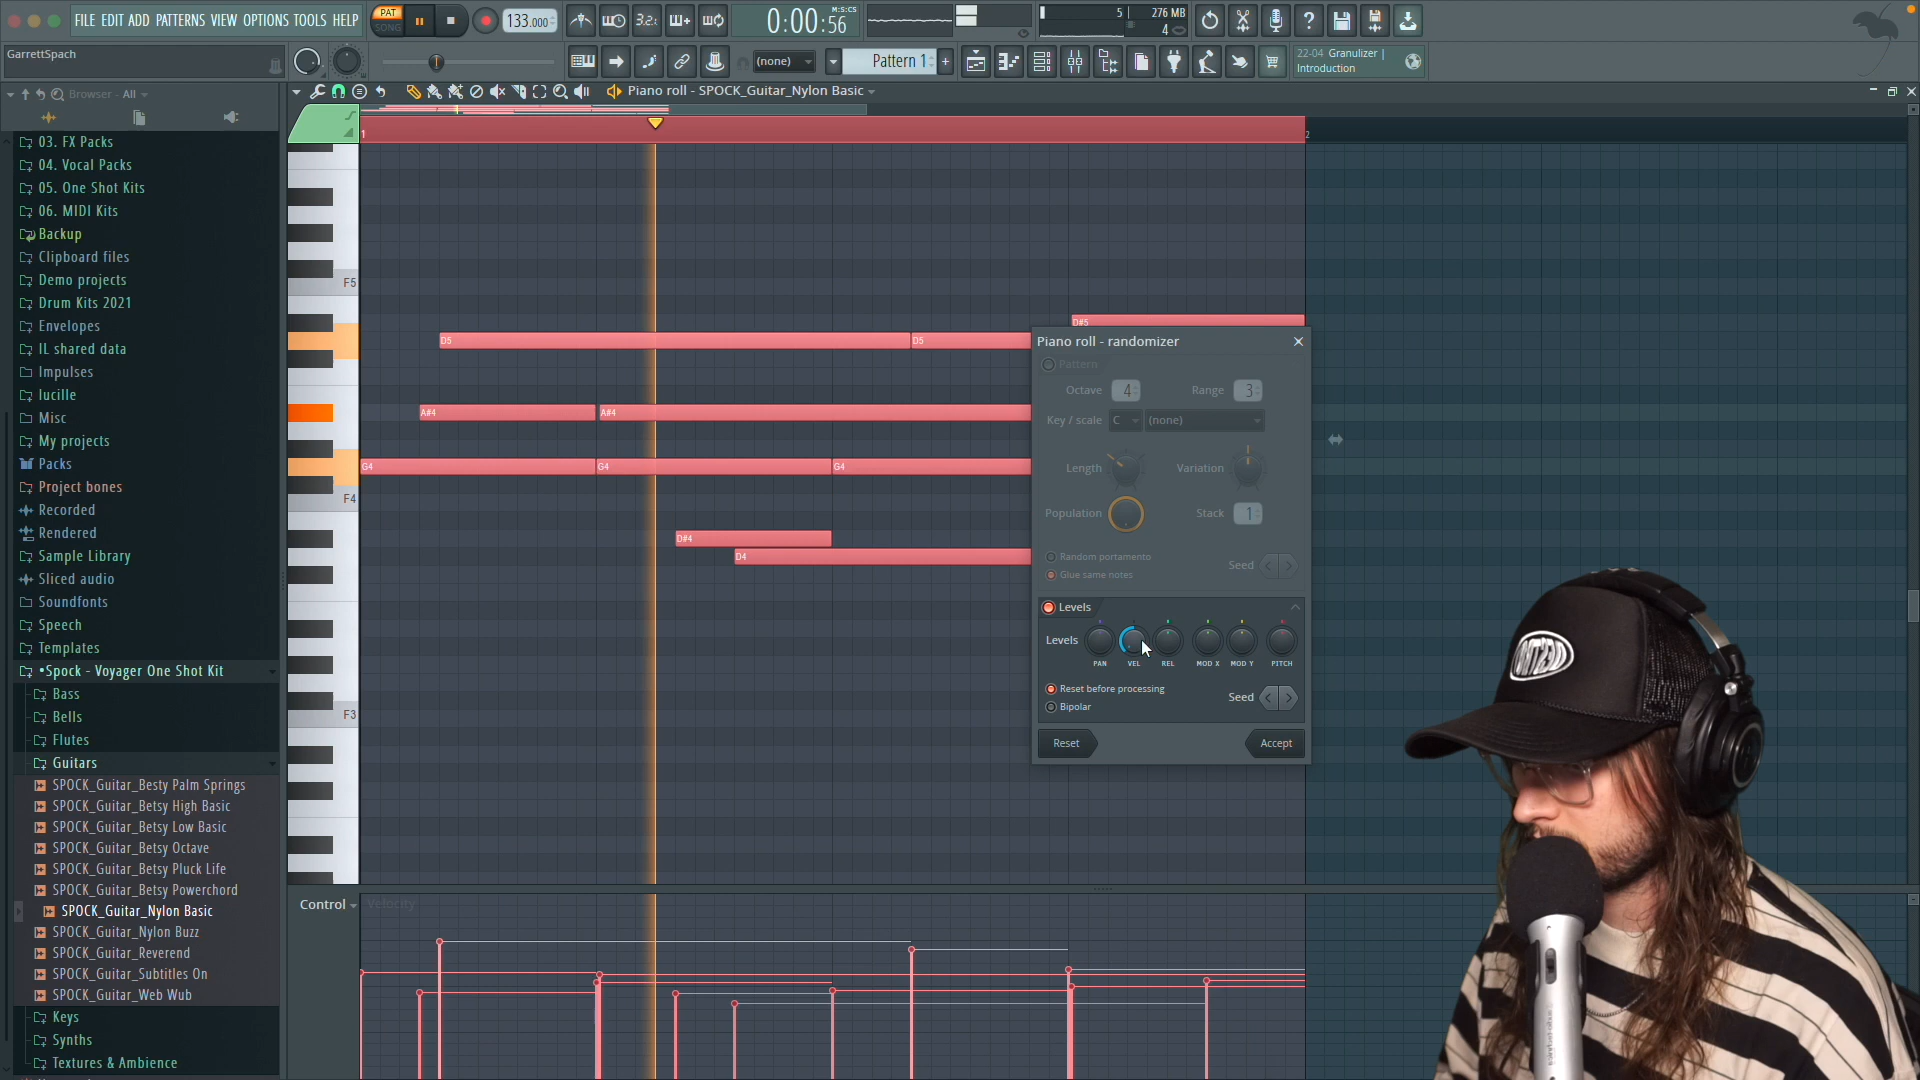 FILE EDIT ADD PATTERNS VIEW OPTIONS TOOLS HELP
PAT
SONG
133.000
3.2
0:00:56
M:S:CS
5
276 MB
4
GarrettSpach
(none)
Pattern 1
+
22-04 Granulizer |
Introduction
Browser - All
Piano roll - SPOCK_Guitar_Nylon Basic
03. FX Packs
04. Vocal Packs
05. One Shot Kits
06. MIDI Kits
Backup
Clipboard files
Demo projects
Drum Kits 2021
Envelopes
IL shared data
Impulses
lucille
Misc
My projects
Packs
Project bones
Recorded
Rendered
Sample Library
Sliced audio
Soundfonts
Speech
Templates
•Spock - Voyager One Shot Kit
Bass
Bells
Flutes
Guitars
SPOCK_Guitar_Besty Palm Springs
SPOCK_Guitar_Betsy High Basic
SPOCK_Guitar_Betsy Low Basic
SPOCK_Guitar_Betsy Octave
SPOCK_Guitar_Betsy Pluck Life
SPOCK_Guitar_Betsy Powerchord
SPOCK_Guitar_Nylon Basic
SPOCK_Guitar_Nylon Buzz
SPOCK_Guitar_Reverend
SPOCK_Guitar_Subtitles On
SPOCK_Guitar_Web Wub
Keys
Synths
Textures & Ambience
1
2
F5
F4
F3
D#5
D5
D5
A#4
A#4
G4
G4
G4
D#4
D4
Piano roll - randomizer
Pattern
Octave 4 Range 3
Key / scale C (none)
Length Variation
Population Stack 1
Random portamento
Glue same notes
Seed
Levels
Levels
PAN VEL REL MOD X MOD Y PITCH
Reset before processing
Bipolar
Seed
Reset
Accept
Control
Velocity